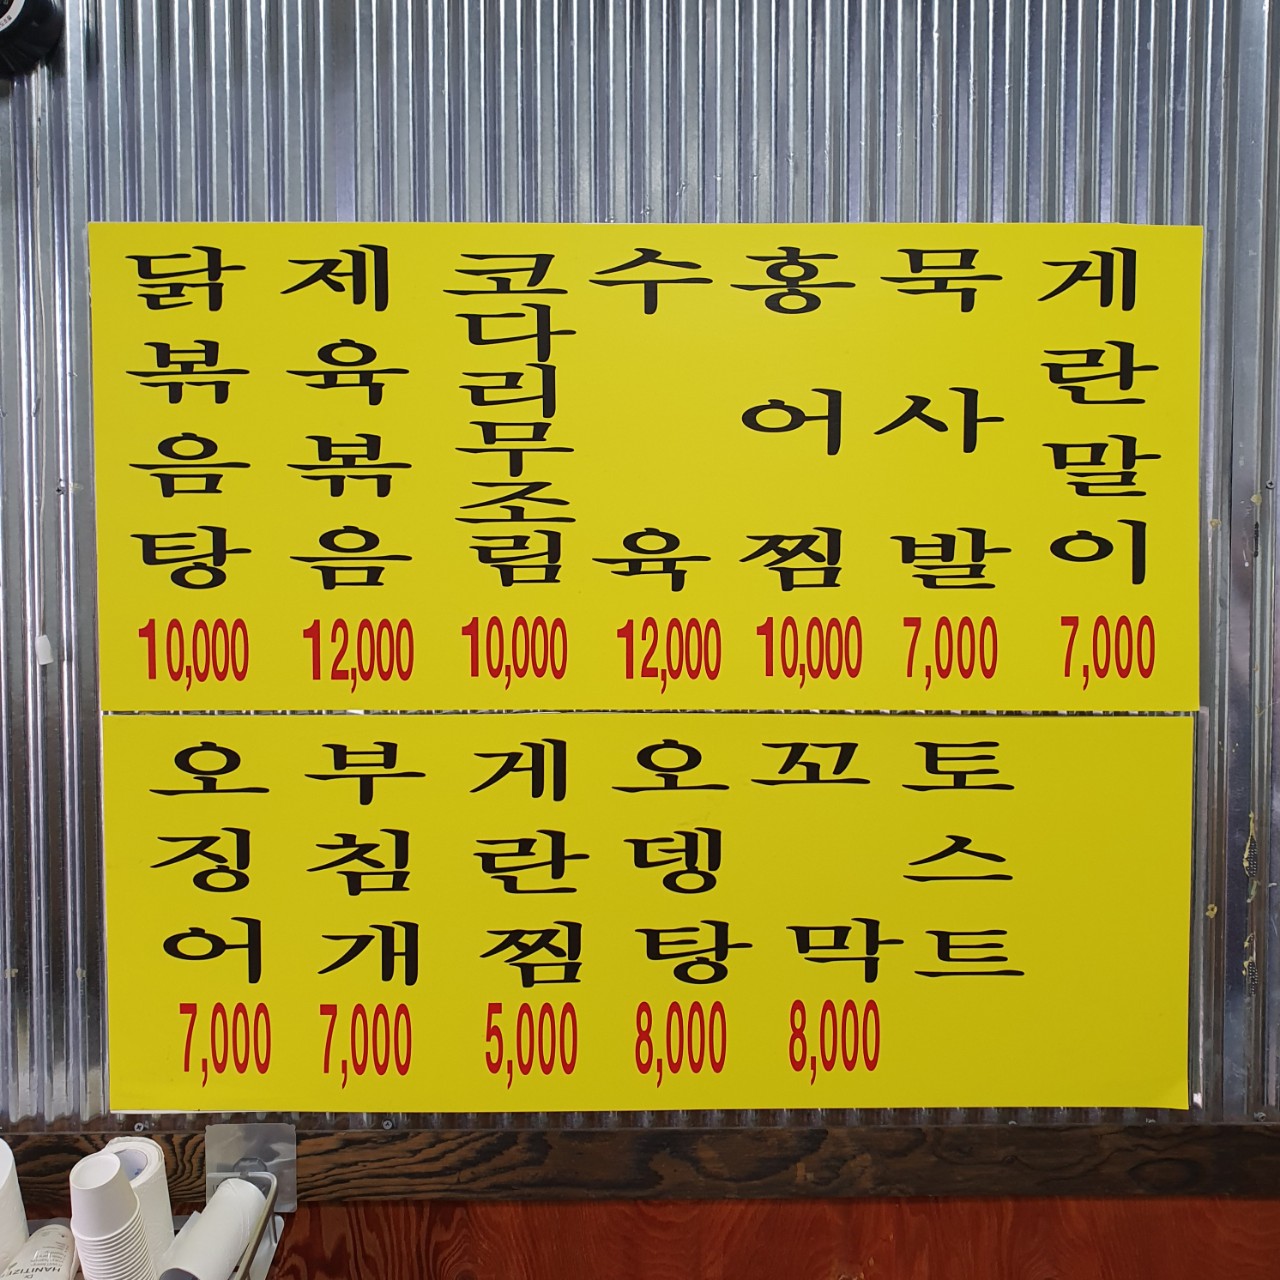 닭볶음탕
10,000
제육볶음
12,000
코다리무조림
10,000
수육
12,000
홍어찜
10,000
묵사발
7,000
게란말이
7,000
오징어
7,000
부침개
7,000
게란찜
5,000
오뎅탕
8,000
꼬막
8,000
토스트